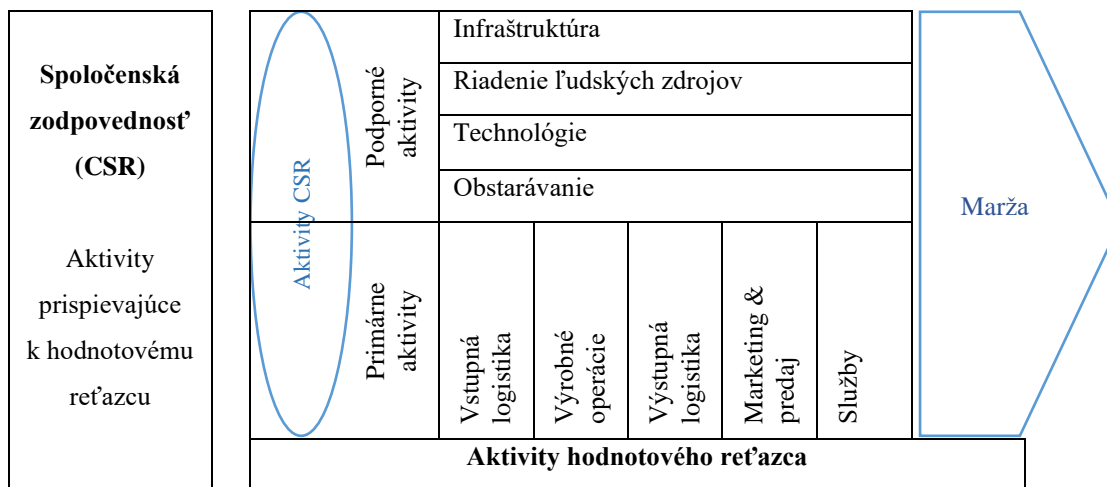 Spoločenská
zodpovednosť
(CSR)
Aktivity
prispievajúce
k hodnotovému
reťazcu
Aktivity CSR
Podporné
aktivity
Infraštruktúra
Riadenie ľudských zdrojov
Technológie
Obstarávanie
Primárne
aktivity
Vstupná
logistika
Výrobné
operácie
Výstupná
logistika
Marketing &
predaj
Služby
Marža
Aktivity hodnotového reťazca